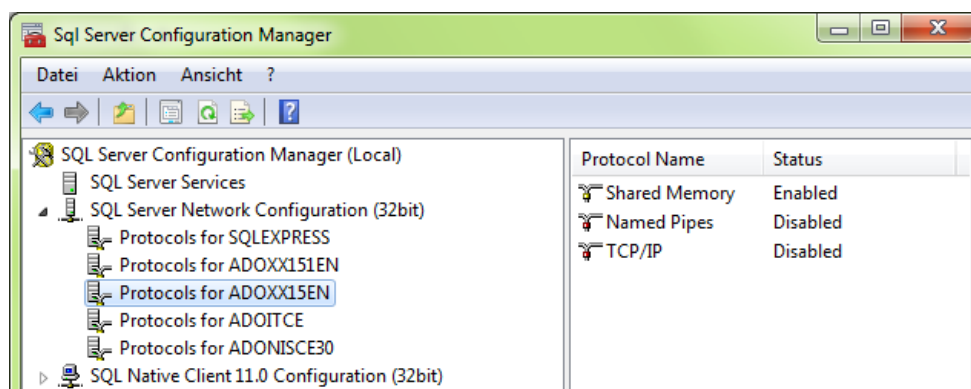 Sql Server Configuration Manager
Datei Aktion Ansicht ?
SQL Server Configuration Manager (Local)
SQL Server Services
SQL Server Network Configuration (32bit)
Protocols for SQLEXPRESS
Protocols for ADOXX151EN
Protocols for ADOXX15EN
Protocols for ADOITCE
Protocols for ADONISCE30
SQL Native Client 11.0 Configuration (32bit)
Protocol Name Status
Shared Memory Enabled
Named Pipes Disabled
TCP/IP Disabled